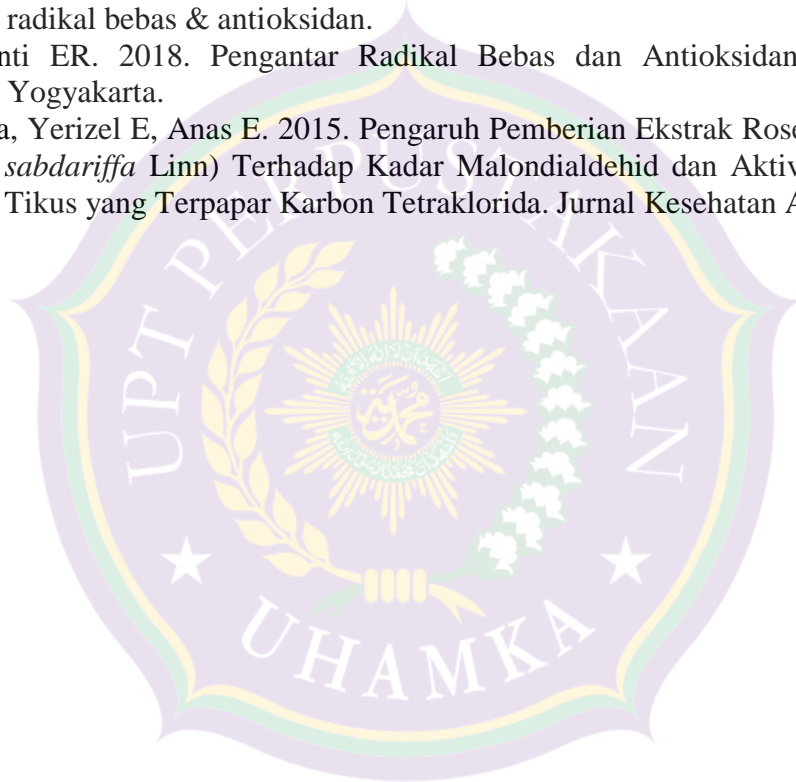 radikal bebas & antioksidan.
nti ER. 2018. Pengantar Radikal Bebas dan Antioksidan
Yogyakarta.
a, Yerizel E, Anas E. 2015. Pengaruh Pemberian Ekstrak Rose
sabdariffa Linn) Terhadap Kadar Malondialdehid dan Aktiv
Tikus yang Terpapar Karbon Tetraklorida. Jurnal Kesehatan A
UPT PERPUSTAKAAN
محمدية
UHAMKA